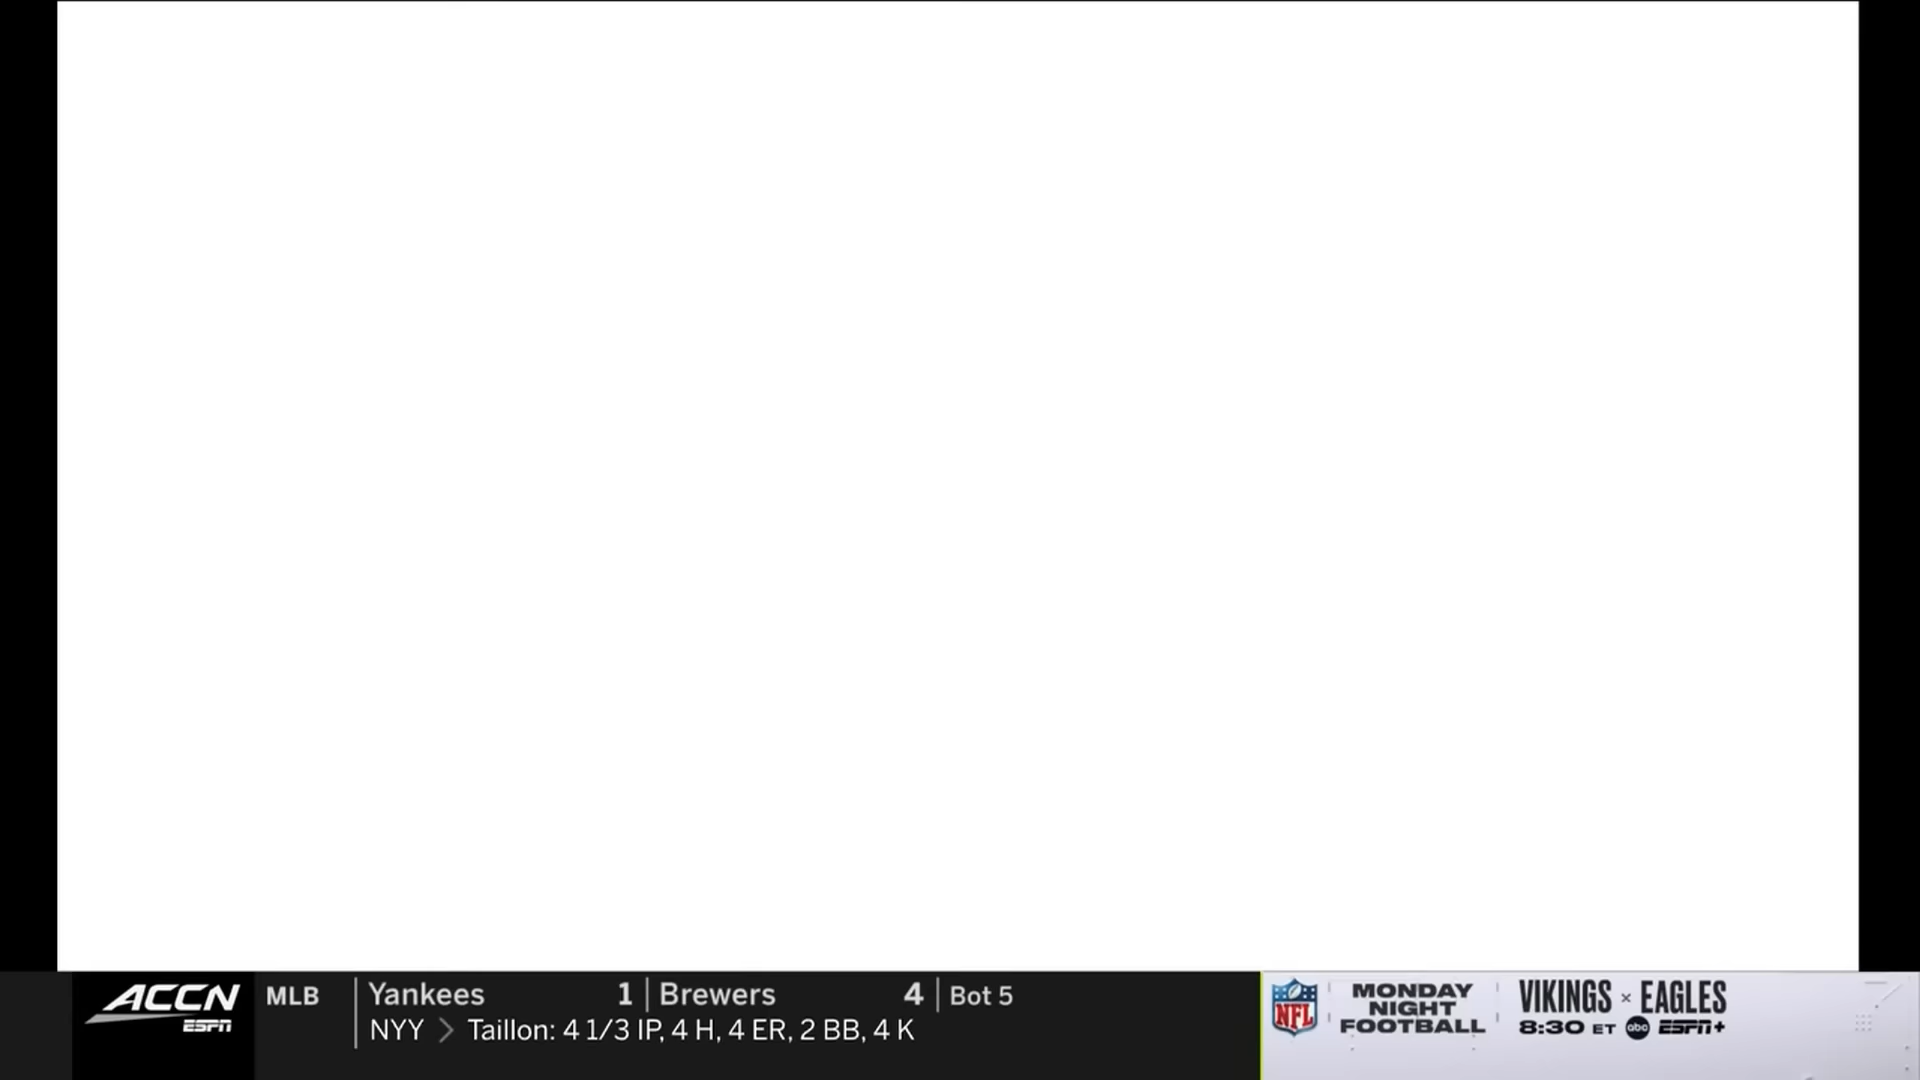 ACCN
ESPN
MLB
Yankees 1 Brewers 4 Bot 5
NYY > Taillon: 4 1/3 IP, 4 H, 4 ER, 2 BB, 4 K
NFL
MONDAY
NIGHT
FOOTBALL
VIKINGS × EAGLES
8:30 ET abc ESPN+